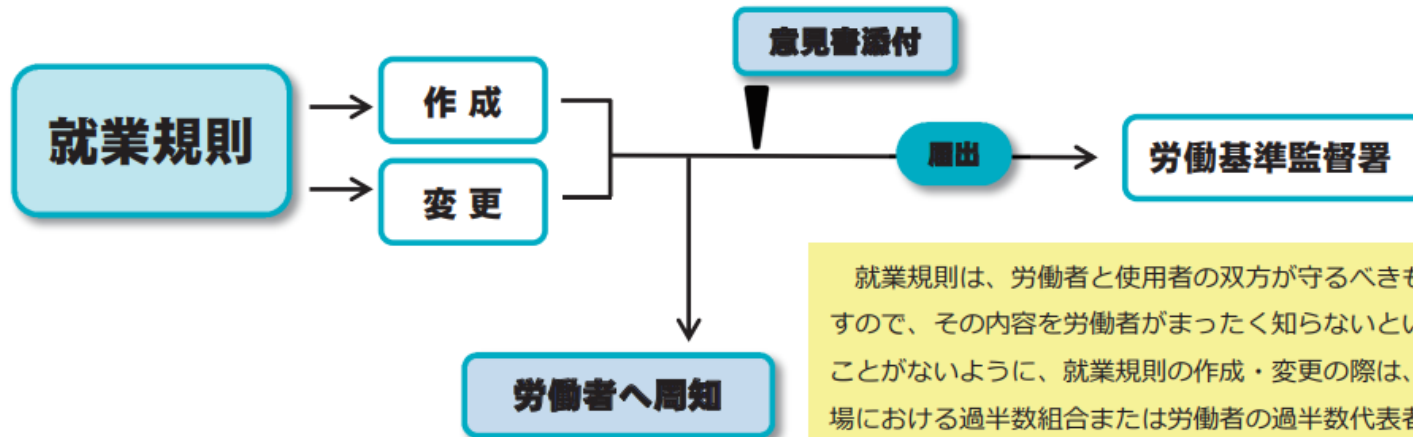 意見書添付
就業規則
作 成
変 更
届出
労働基準監督署
労働者へ周知
就業規則は、労働者と使用者の双方が守るべきも
すので、その内容を労働者がまったく知らないとい
ことがないように、就業規則の作成・変更の際は、
場における過半数組合または労働者の過半数代表者